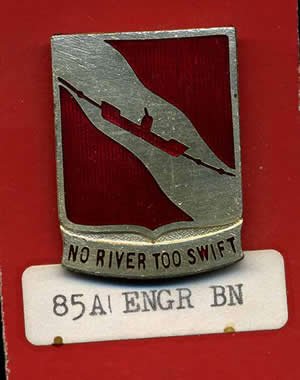 NO RIVER TOO SWIFT
85A ENGR BN